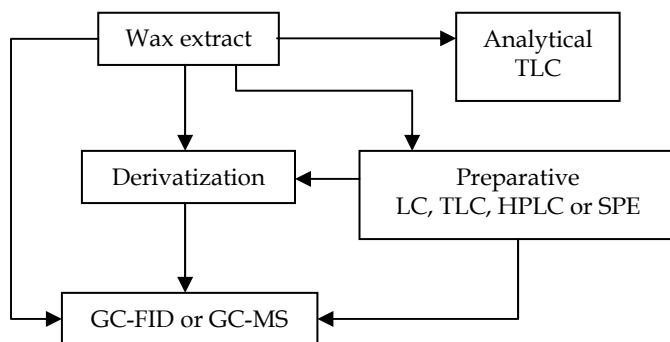 Wax extract
Analytical
TLC
Derivatization
Preparative
LC, TLC, HPLC or SPE
GC-FID or GC-MS